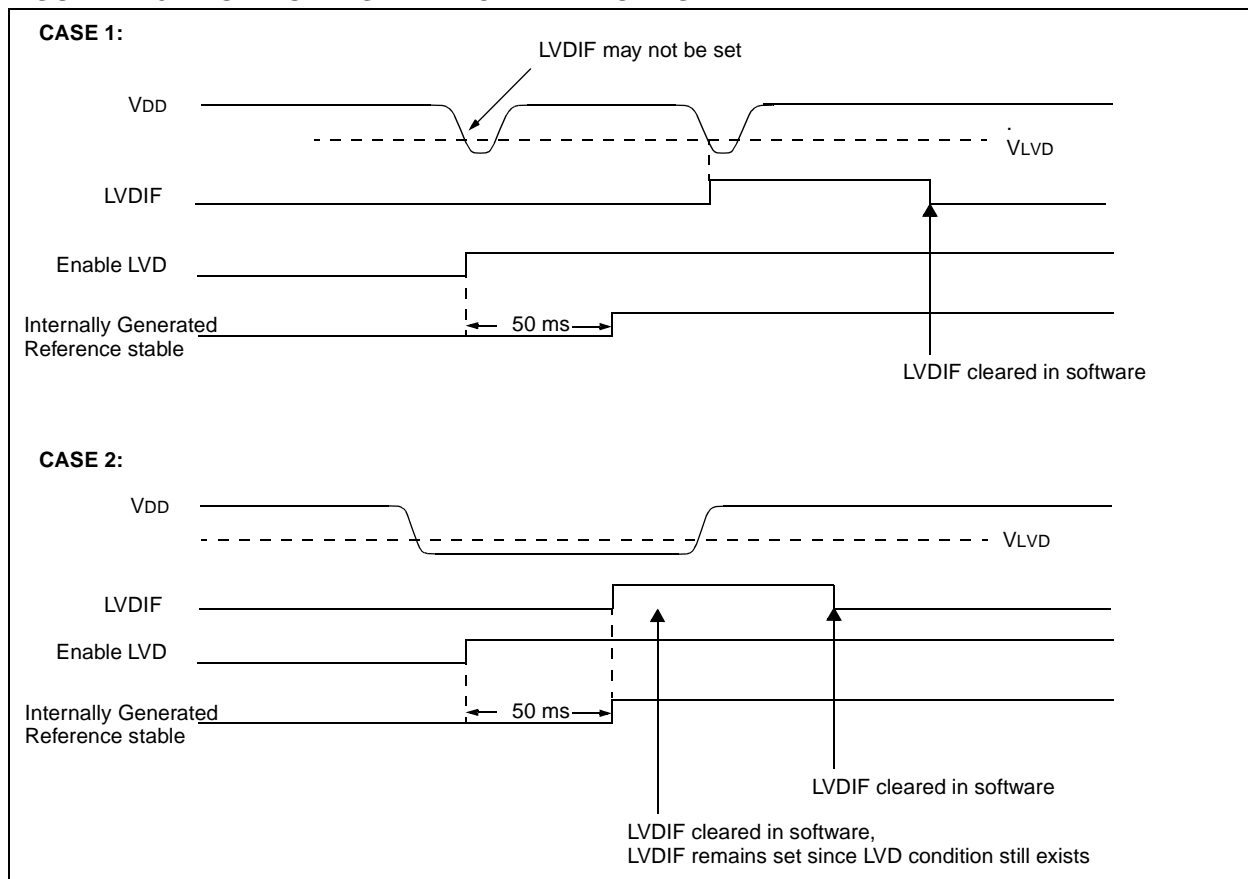 CASE 1:
LVDIF may not be set
VDD
.
VLVD
LVDIF
Enable LVD
50 ms
Internally Generated
Reference stable
LVDIF cleared in software
CASE 2:
VDD
VLVD
LVDIF
Enable LVD
50 ms
Internally Generated
Reference stable
LVDIF cleared in software
LVDIF cleared in software,
LVDIF remains set since LVD condition still exists